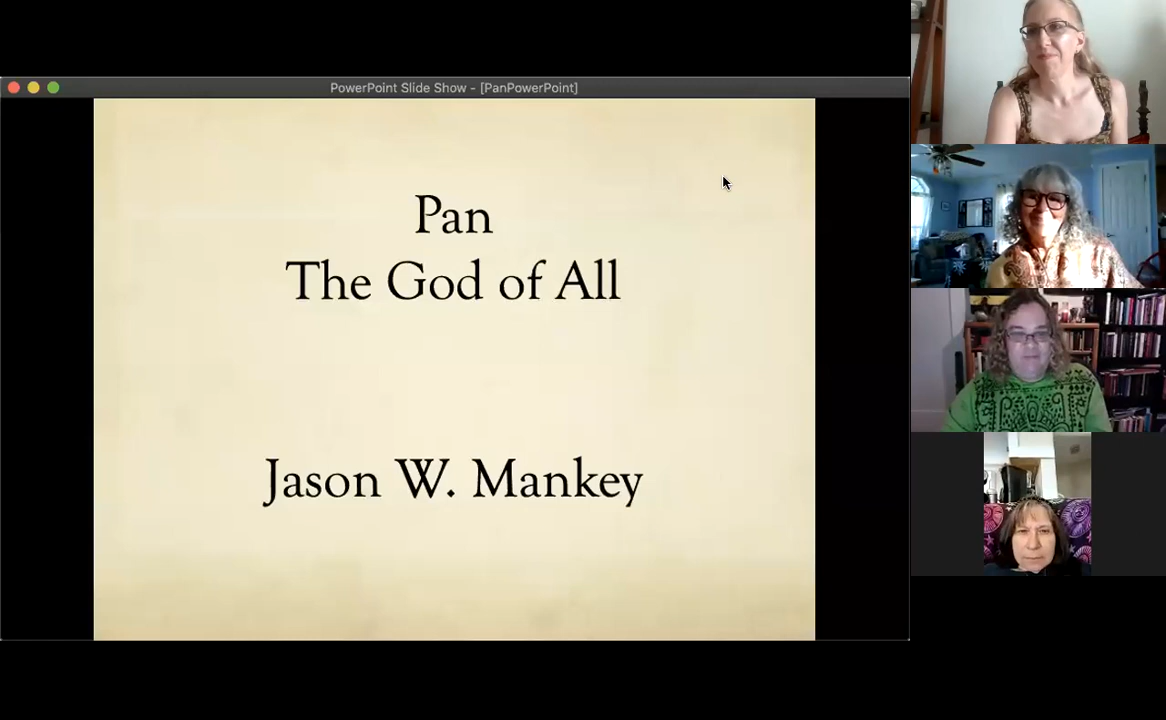 PowerPoint Slide Show - [PanPowerPoint]
Pan
The God of All
Jason W. Mankey